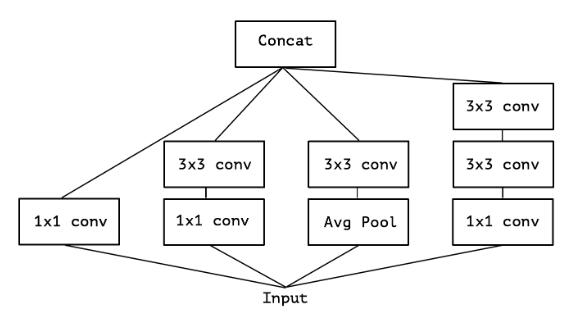 Concat
3x3 conv
3x3 conv
3x3 conv
3x3 conv
1x1 conv
1x1 conv
Avg Pool
1x1 conv
Input